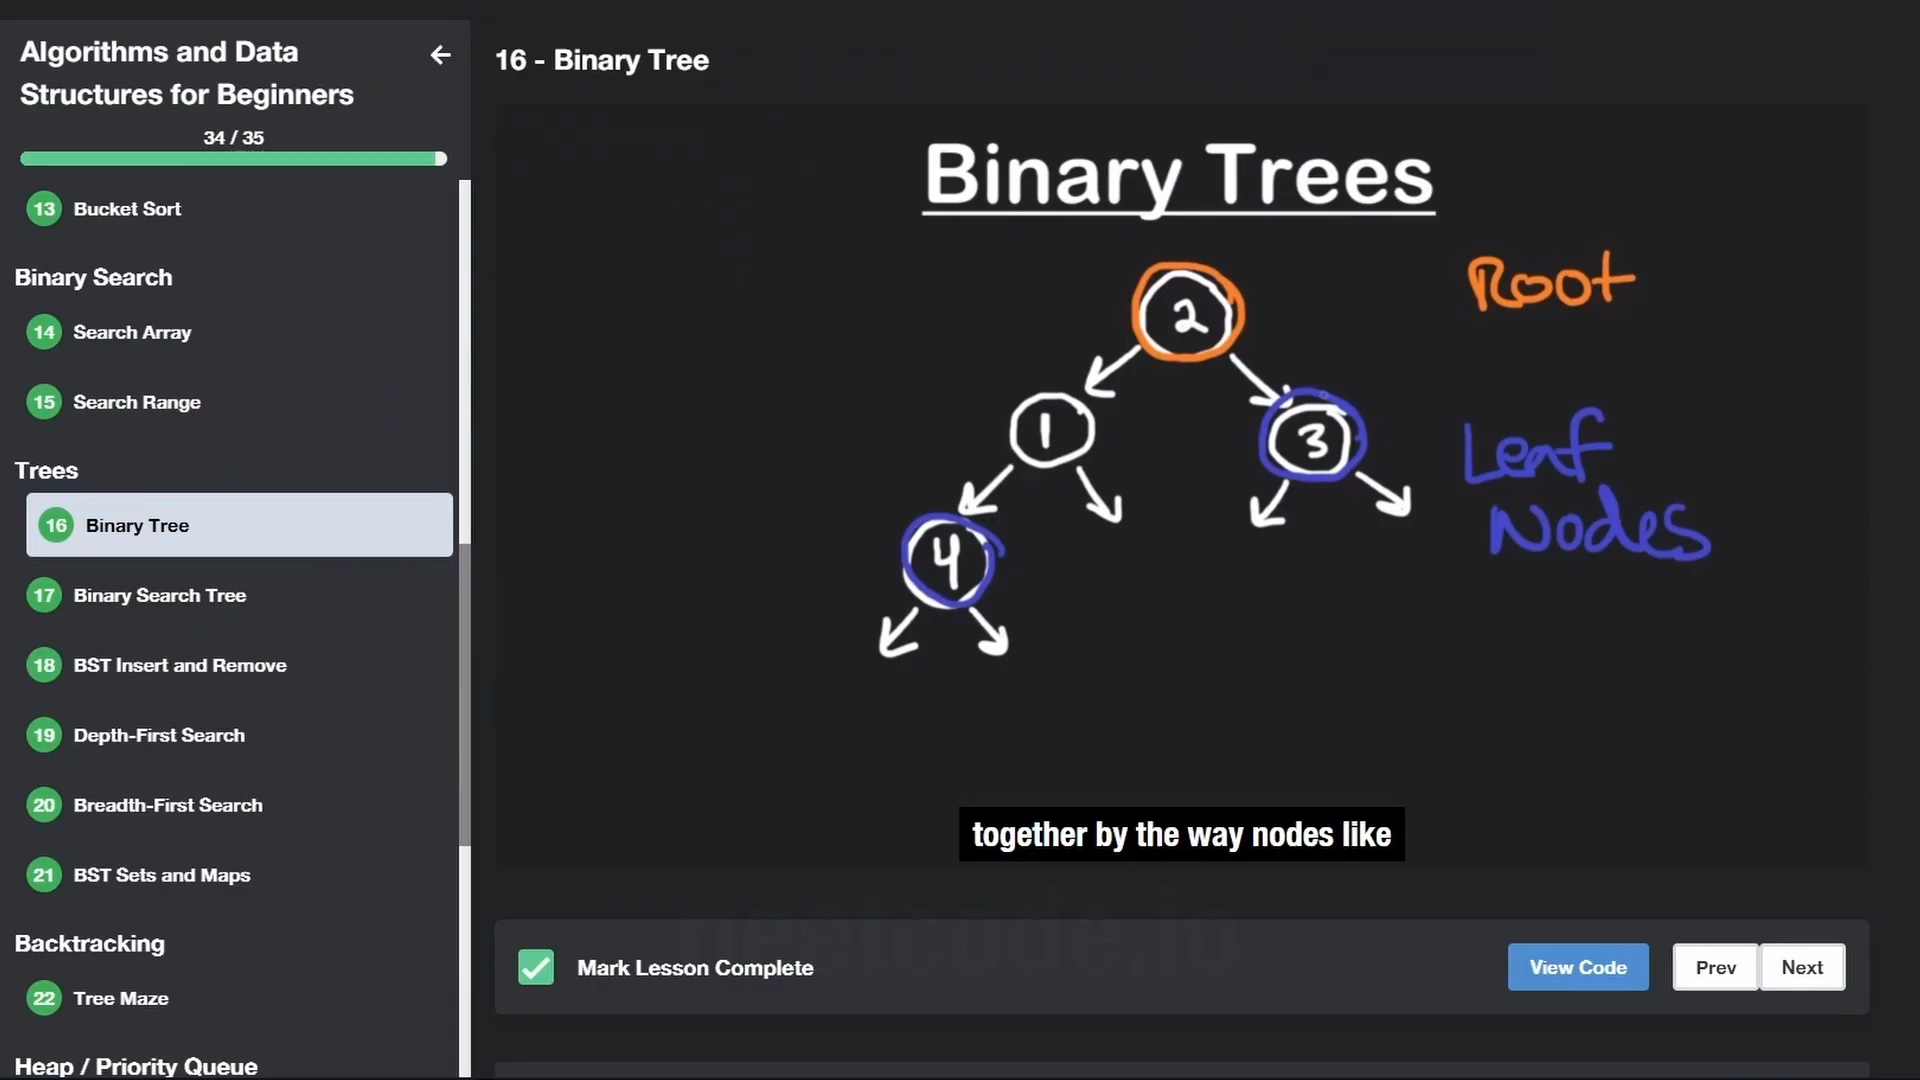 Algorithms and Data
Structures for Beginners
34 / 35
13 Bucket Sort
Binary Search
14 Search Array
15 Search Range
Trees
16 Binary Tree
17 Binary Search Tree
18 BST Insert and Remove
19 Depth-First Search
20 Breadth-First Search
21 BST Sets and Maps
Backtracking
22 Tree Maze
Heap / Priority Queue
16 - Binary Tree
Binary Trees
Root
2
1
3
Leaf
Nodes
4
together by the way nodes like
neetcode.io
Mark Lesson Complete
View Code
Prev
Next